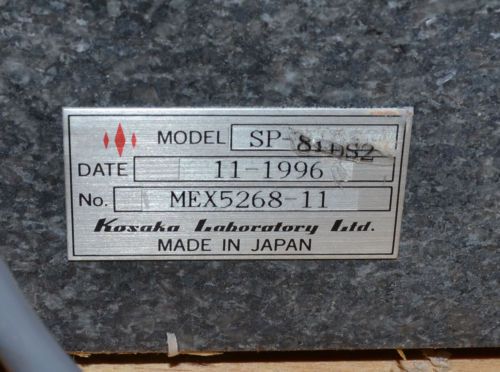 MODEL SP-81DS2
DATE 11-1996
No. MEX5268-11
Kosaka Laboratory Ltd.
MADE IN JAPAN